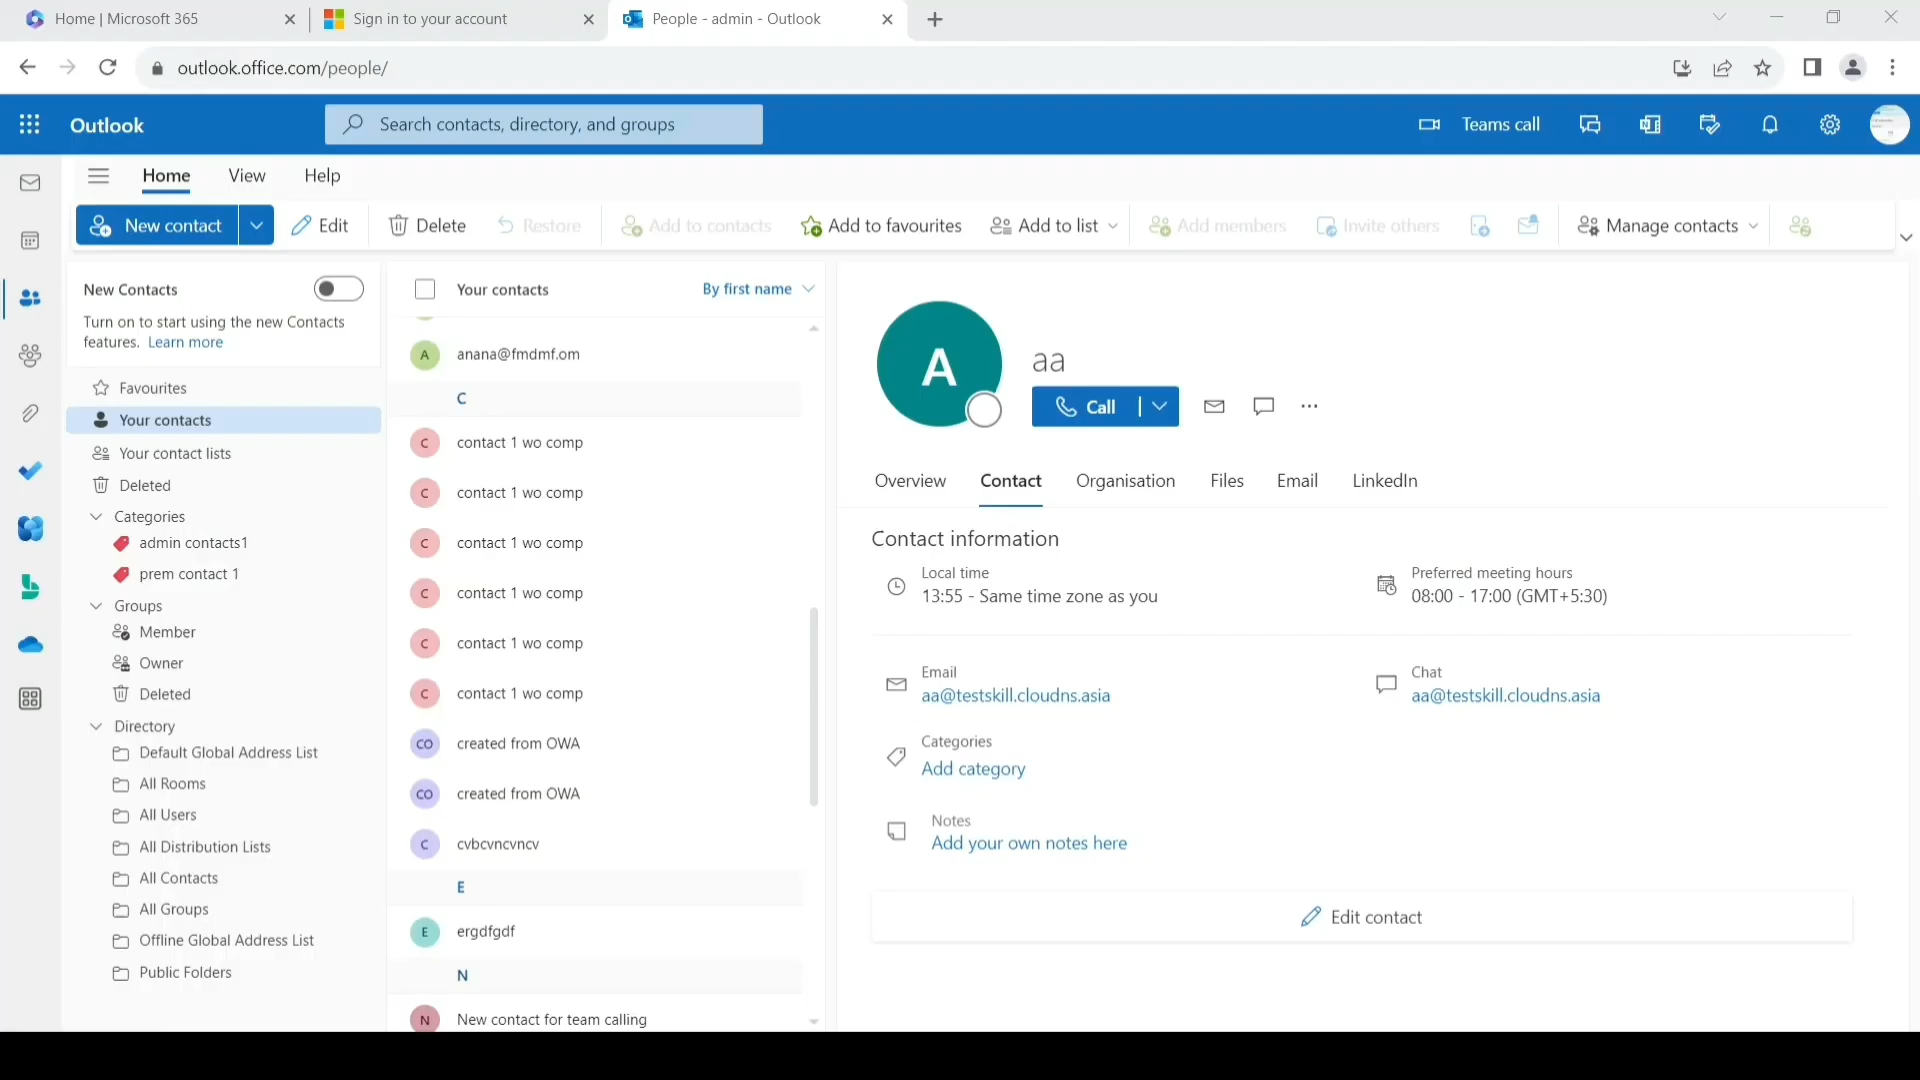 Home | Microsoft 365
Sign in to your account
People - admin - Outlook
outlook.office.com/people/
Outlook
Search contacts, directory, and groups
Teams call
Home
View
Help
New contact
Edit
Delete
Restore
Add to contacts
Add to favourites
Add to list
Add members
Invite others
Manage contacts
New Contacts
Turn on to start using the new Contacts
features. Learn more
Favourites
Your contacts
Your contact lists
Deleted
Categories
admin contacts1
prem contact 1
Groups
Member
Owner
Deleted
Directory
Default Global Address List
All Rooms
All Users
All Distribution Lists
All Contacts
All Groups
Offline Global Address List
Public Folders
Your contacts
By first name
A anana@fmdmf.om
C
C contact 1 wo comp
C contact 1 wo comp
C contact 1 wo comp
C contact 1 wo comp
C contact 1 wo comp
C contact 1 wo comp
CO created from OWA
CO created from OWA
C cvbcvncvncv
E
E ergdfgdf
N
N New contact for team calling
A
aa
Call
Overview
Contact
Organisation
Files
Email
LinkedIn
Contact information
Local time
13:55 - Same time zone as you
Preferred meeting hours
08:00 - 17:00 (GMT+5:30)
Email
aa@testskill.cloudns.asia
Chat
aa@testskill.cloudns.asia
Categories
Add category
Notes
Add your own notes here
Edit contact